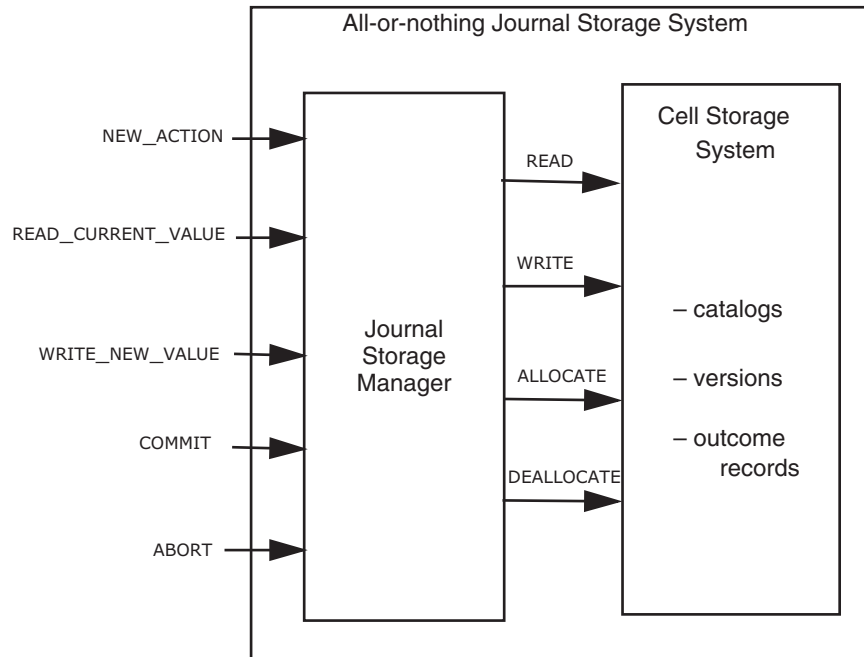 All-or-nothing Journal Storage System
NEW_ACTION
READ_CURRENT_VALUE
WRITE_NEW_VALUE
COMMIT
ABORT
Journal
Storage
Manager
READ
WRITE
ALLOCATE
DEALLOCATE
Cell Storage
System
– catalogs
– versions
– outcome
records